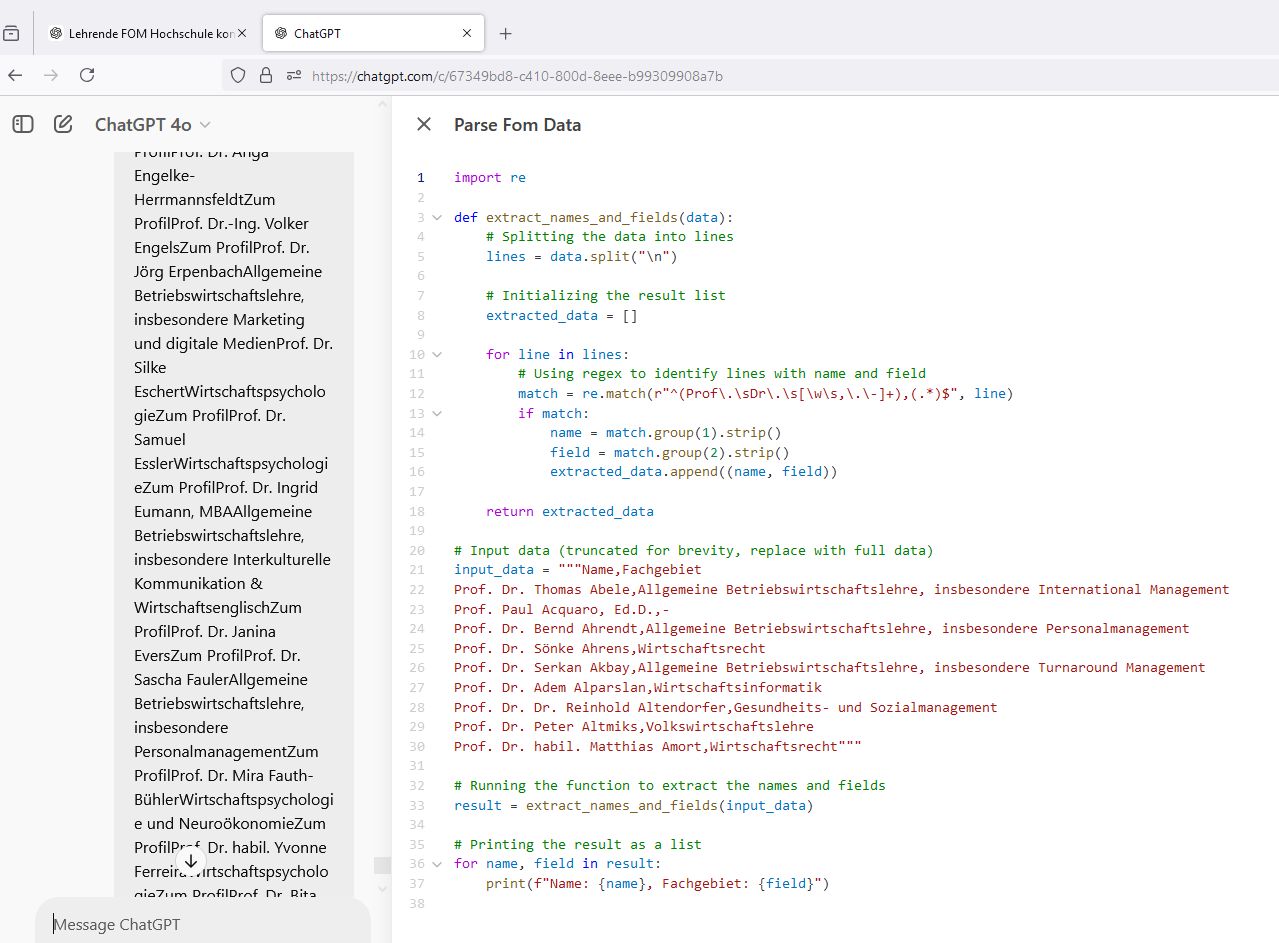 Lehrende FOM Hochschule kon
ChatGPT
https://chatgpt.com/c/67349bd8-c410-800d-8eee-b99309908a7b
ChatGPT 4o
ProfilProf. Dr. Anga
Engelke-
HerrmannsfeldtZum
ProfilProf. Dr.-Ing. Volker
EngelsZum ProfilProf. Dr.
Jörg ErpenbachAllgemeine
Betriebswirtschaftslehre,
insbesondere Marketing
und digitale MedienProf. Dr.
Silke
EschertWirtschaftspsycholo
gieZum ProfilProf. Dr.
Samuel
EsslerWirtschaftspsychologi
eZum ProfilProf. Dr. Ingrid
Eumann, MBAAllgemeine
Betriebswirtschaftslehre,
insbesondere Interkulturelle
Kommunikation &
WirtschaftsenglischZum
ProfilProf. Dr. Janina
EversZum ProfilProf. Dr.
Sascha FaulerAllgemeine
Betriebswirtschaftslehre,
insbesondere
PersonalmanagementZum
ProfilProf. Dr. Mira Fauth-
BühlerWirtschaftspsychologi
e und NeuroökonomieZum
ProfilProf. Dr. habil. Yvonne
FerreiraWirtschaftspsycholo
gieZum ProfilProf. Dr. Bita
Message ChatGPT
Parse Fom Data
1 import re
2
3 def extract_names_and_fields(data):
4 # Splitting the data into lines
5 lines = data.split("\n")
6
7 # Initializing the result list
8 extracted_data = []
9
10 for line in lines:
11 # Using regex to identify lines with name and field
12 match = re.match(r"^(Prof\.\sDr\.\s[\w\s,\.\-]+),(.*)$", line)
13 if match:
14 name = match.group(1).strip()
15 field = match.group(2).strip()
16 extracted_data.append((name, field))
17
18 return extracted_data
19
20 # Input data (truncated for brevity, replace with full data)
21 input_data = """Name,Fachgebiet
22 Prof. Dr. Thomas Abele,Allgemeine Betriebswirtschaftslehre, insbesondere International Management
23 Prof. Paul Acquaro, Ed.D.,-
24 Prof. Dr. Bernd Ahrendt,Allgemeine Betriebswirtschaftslehre, insbesondere Personalmanagement
25 Prof. Dr. Sönke Ahrens,Wirtschaftsrecht
26 Prof. Dr. Serkan Akbay,Allgemeine Betriebswirtschaftslehre, insbesondere Turnaround Management
27 Prof. Dr. Adem Alparslan,Wirtschaftsinformatik
28 Prof. Dr. Dr. Reinhold Altendorfer,Gesundheits- und Sozialmanagement
29 Prof. Dr. Peter Altmiks,Volkswirtschaftslehre
30 Prof. Dr. habil. Matthias Amort,Wirtschaftsrecht"""
31
32 # Running the function to extract the names and fields
33 result = extract_names_and_fields(input_data)
34
35 # Printing the result as a list
36 for name, field in result:
37 print(f"Name: {name}, Fachgebiet: {field}")
38